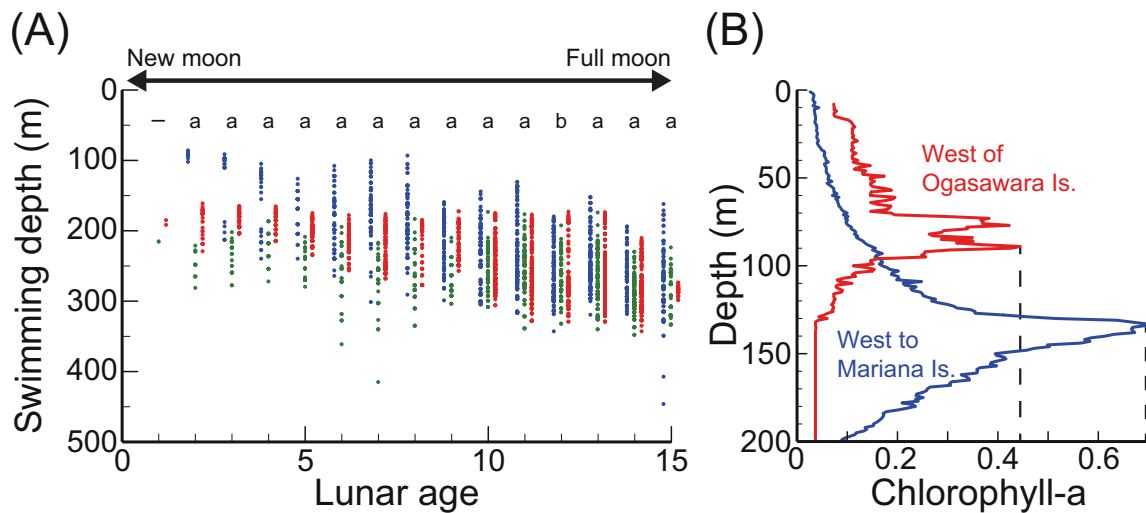 (A)
New moon
Full moon
0
100
200
300
400
500
Swimming depth (m)
– a a a a a a a a a a b a a a
0
5
10
15
Lunar age
(B)
0
50
100
150
200
Depth (m)
West of
Ogasawara Is.
West to
Mariana Is.
0
0.2
0.4
0.6
Chlorophyll-a